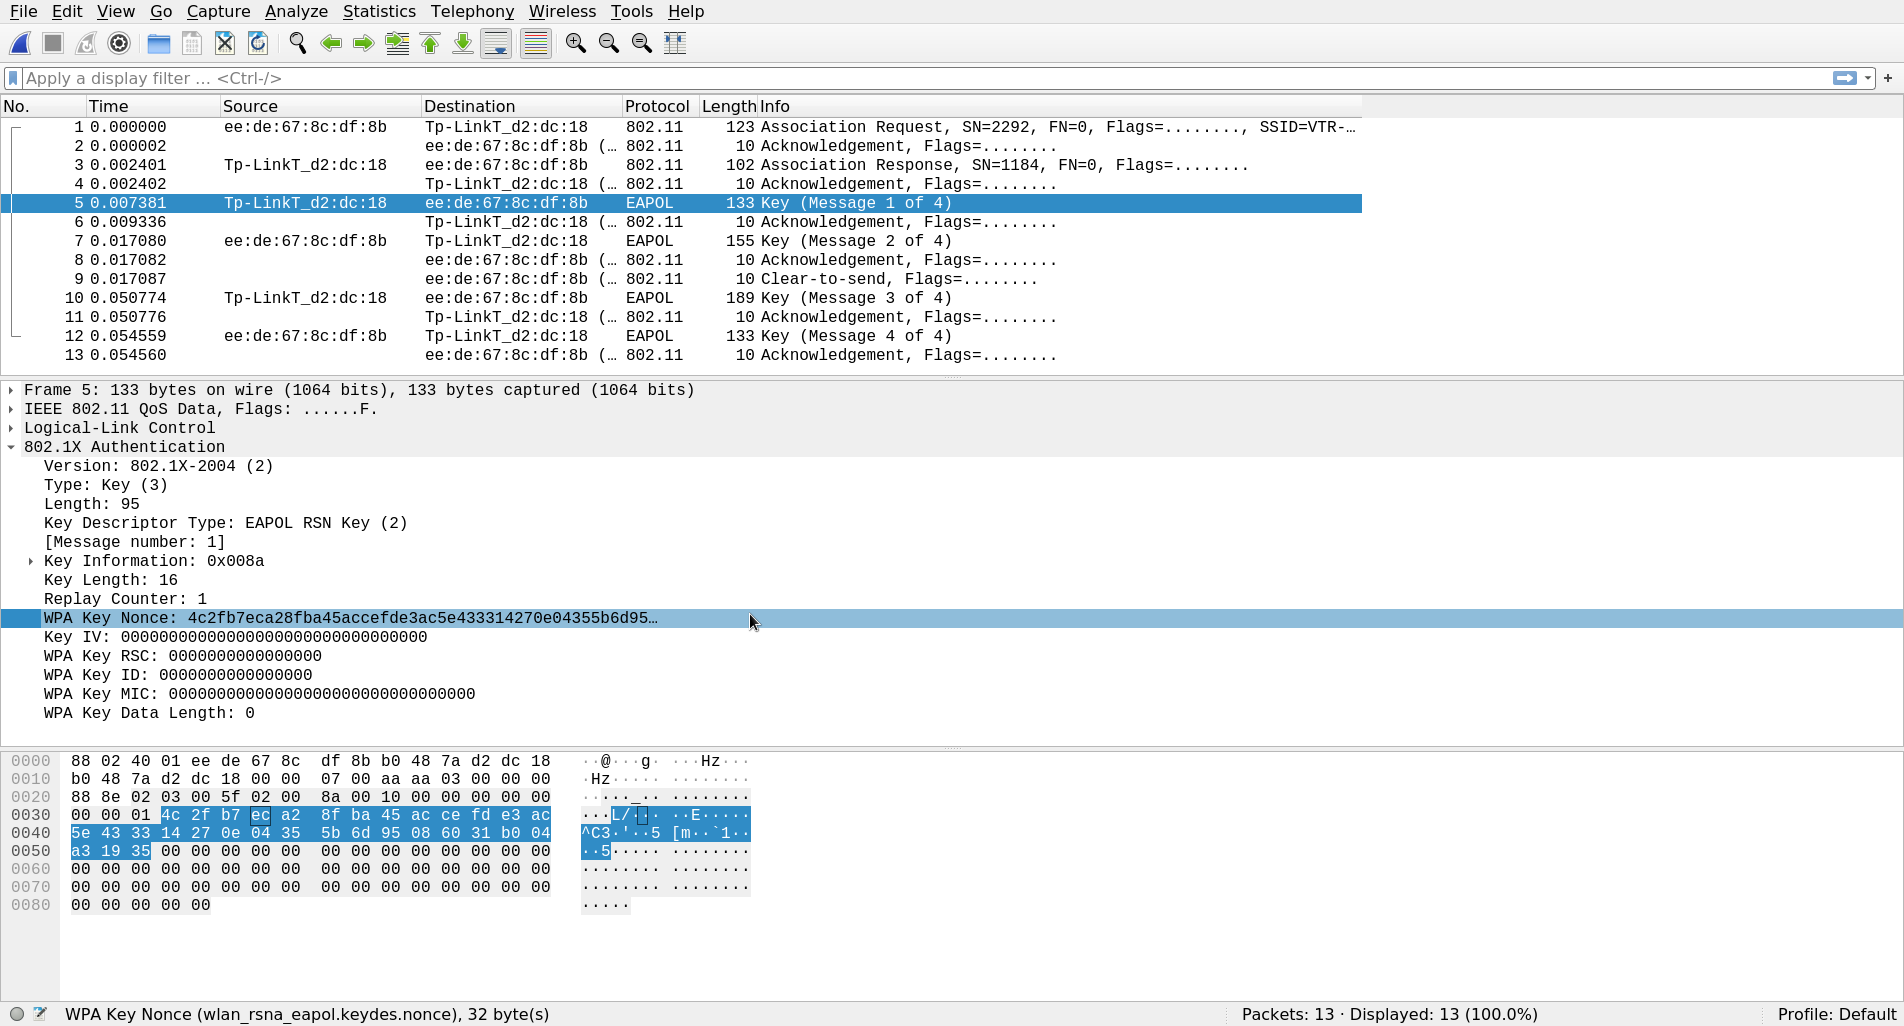 File Edit View Go Capture Analyze Statistics Telephony Wireless Tools Help
Apply a display filter … <Ctrl-/>
No. Time Source Destination Protocol Length Info
1 0.000000 ee:de:67:8c:df:8b Tp-LinkT_d2:dc:18 802.11 123 Association Request, SN=2292, FN=0, Flags=........, SSID=VTR-…
2 0.000002 ee:de:67:8c:df:8b (… 802.11 10 Acknowledgement, Flags=........
3 0.002401 Tp-LinkT_d2:dc:18 ee:de:67:8c:df:8b 802.11 102 Association Response, SN=1184, FN=0, Flags=........
4 0.002402 Tp-LinkT_d2:dc:18 (… 802.11 10 Acknowledgement, Flags=........
5 0.007381 Tp-LinkT_d2:dc:18 ee:de:67:8c:df:8b EAPOL 133 Key (Message 1 of 4)
6 0.009336 Tp-LinkT_d2:dc:18 (… 802.11 10 Acknowledgement, Flags=........
7 0.017080 ee:de:67:8c:df:8b Tp-LinkT_d2:dc:18 EAPOL 155 Key (Message 2 of 4)
8 0.017082 ee:de:67:8c:df:8b (… 802.11 10 Acknowledgement, Flags=........
9 0.017087 ee:de:67:8c:df:8b (… 802.11 10 Clear-to-send, Flags=........
10 0.050774 Tp-LinkT_d2:dc:18 ee:de:67:8c:df:8b EAPOL 189 Key (Message 3 of 4)
11 0.050776 Tp-LinkT_d2:dc:18 (… 802.11 10 Acknowledgement, Flags=........
12 0.054559 ee:de:67:8c:df:8b Tp-LinkT_d2:dc:18 EAPOL 133 Key (Message 4 of 4)
13 0.054560 ee:de:67:8c:df:8b (… 802.11 10 Acknowledgement, Flags=........
Frame 5: 133 bytes on wire (1064 bits), 133 bytes captured (1064 bits)
IEEE 802.11 QoS Data, Flags: ......F.
Logical-Link Control
802.1X Authentication
Version: 802.1X-2004 (2)
Type: Key (3)
Length: 95
Key Descriptor Type: EAPOL RSN Key (2)
[Message number: 1]
Key Information: 0x008a
Key Length: 16
Replay Counter: 1
WPA Key Nonce: 4c2fb7eca28fba45accefde3ac5e433314270e04355b6d95…
Key IV: 00000000000000000000000000000000
WPA Key RSC: 0000000000000000
WPA Key ID: 0000000000000000
WPA Key MIC: 00000000000000000000000000000000
WPA Key Data Length: 0
0000 88 02 40 01 ee de 67 8c df 8b b0 48 7a d2 dc 18 ··@···g· ···Hz···
0010 b0 48 7a d2 dc 18 00 00 07 00 aa aa 03 00 00 00 ·Hz····· ········
0020 88 8e 02 03 00 5f 02 00 8a 00 10 00 00 00 00 00 ·····_·· ········
0030 00 00 01 4c 2f b7 ec a2 8f ba 45 ac ce fd e3 ac ···L/··· ··E·····
0040 5e 43 33 14 27 0e 04 35 5b 6d 95 08 60 31 b0 04 ^C3·'··5 [m··`1··
0050 a3 19 35 00 00 00 00 00 00 00 00 00 00 00 00 00 ··5····· ········
0060 00 00 00 00 00 00 00 00 00 00 00 00 00 00 00 00 ········ ········
0070 00 00 00 00 00 00 00 00 00 00 00 00 00 00 00 00 ········ ········
0080 00 00 00 00 00 ·····
WPA Key Nonce (wlan_rsna_eapol.keydes.nonce), 32 byte(s) Packets: 13 · Displayed: 13 (100.0%) Profile: Default